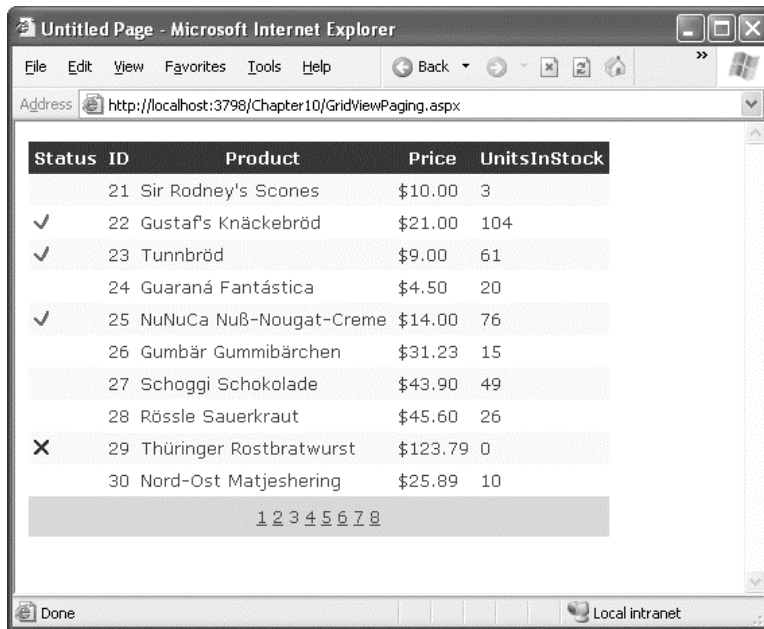 Untitled Page - Microsoft Internet Explorer
File Edit View Favorites Tools Help Back »
Address http://localhost:3798/Chapter10/GridViewPaging.aspx
Status ID Product Price UnitsInStock
21 Sir Rodney's Scones $10.00 3
22 Gustaf's Knäckebröd $21.00 104
23 Tunnbröd $9.00 61
24 Guaraná Fantástica $4.50 20
25 NuNuCa Nuß-Nougat-Creme $14.00 76
26 Gumbär Gummibärchen $31.23 15
27 Schoggi Schokolade $43.90 49
28 Rössle Sauerkraut $45.60 26
29 Thüringer Rostbratwurst $123.79 0
30 Nord-Ost Matjeshering $25.89 10
1 2 3 4 5 6 7 8
Done Local intranet